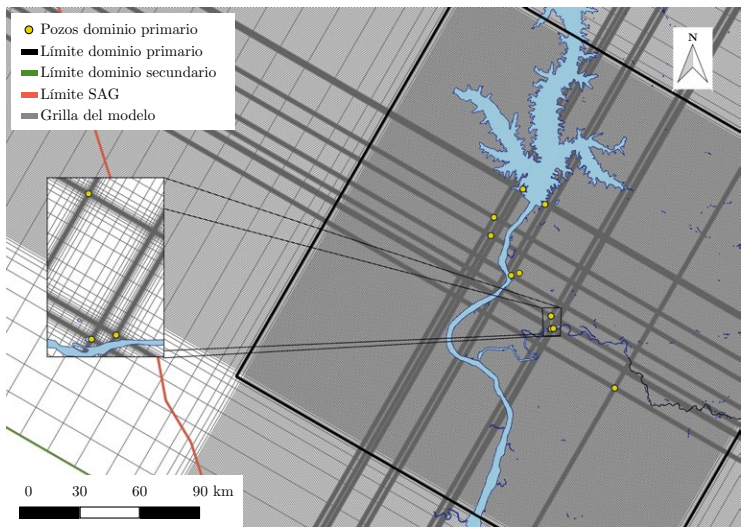 Pozos dominio primario
Límite dominio primario
Límite dominio secundario
Límite SAG
Grilla del modelo
N
0 30 60 90 km